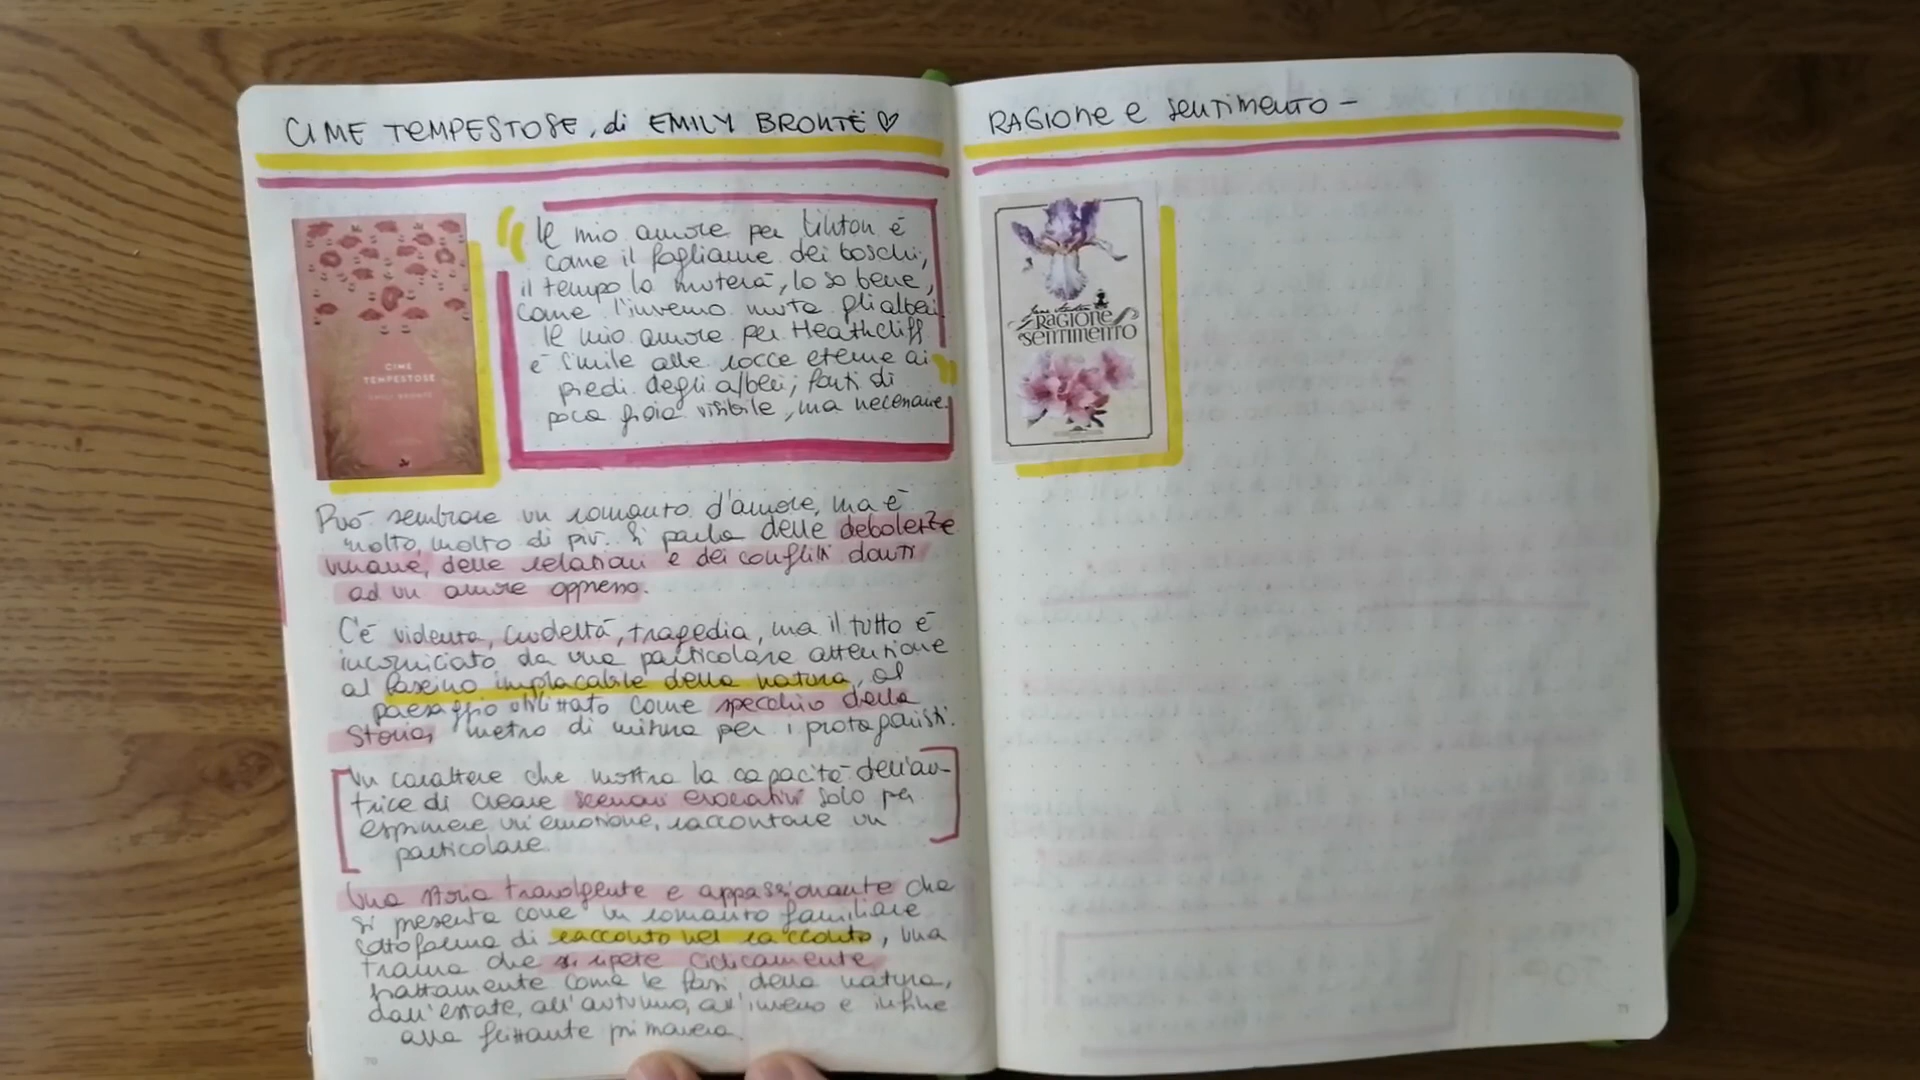 CIME TEMPESTOSE, di EMILY BRONTË ♡
CIME
TEMPESTOSE
EMILY BRONTË
Il mio amore per Linton è
come il fogliame dei boschi;
il tempo lo muterà, lo so bene,
come l'inverno muta gli alberi.
Il mio amore per Heathcliff
è simile alle rocce eterne ai
piedi degli alberi; fonti di
poca gioia visibile, ma necessarie.
Può sembrare un romanzo d'amore, ma è
molto, molto di più. Si parla delle debolezze
umane, delle relazioni e dei conflitti dovuti
ad un amore oppresso.
C'è violenza, crudeltà, tragedia, ma il tutto è
incorniciato da una particolare attenzione
al fascino implacabile della natura, al
paesaggio utilizzato come specchio della
storia, metro di misura per i protagonisti.
Un carattere che mostra la capacità dell'au-
trice di creare scenari evocativi solo per
esprimere un'emozione, raccontare un
particolare.
Una storia travolgente e appassionante che
si presenta come un romanzo familiare
sotto forma di racconto nel racconto, una
trama che si ripete ciclicamente
esattamente come le fasi della natura,
dall'estate, all'autunno, all'inverno e infine
alla frizzante primavera.
70
RAGIONE e sentimento -
Jane Austen
RAGIONE
e SENTIMENTO
71